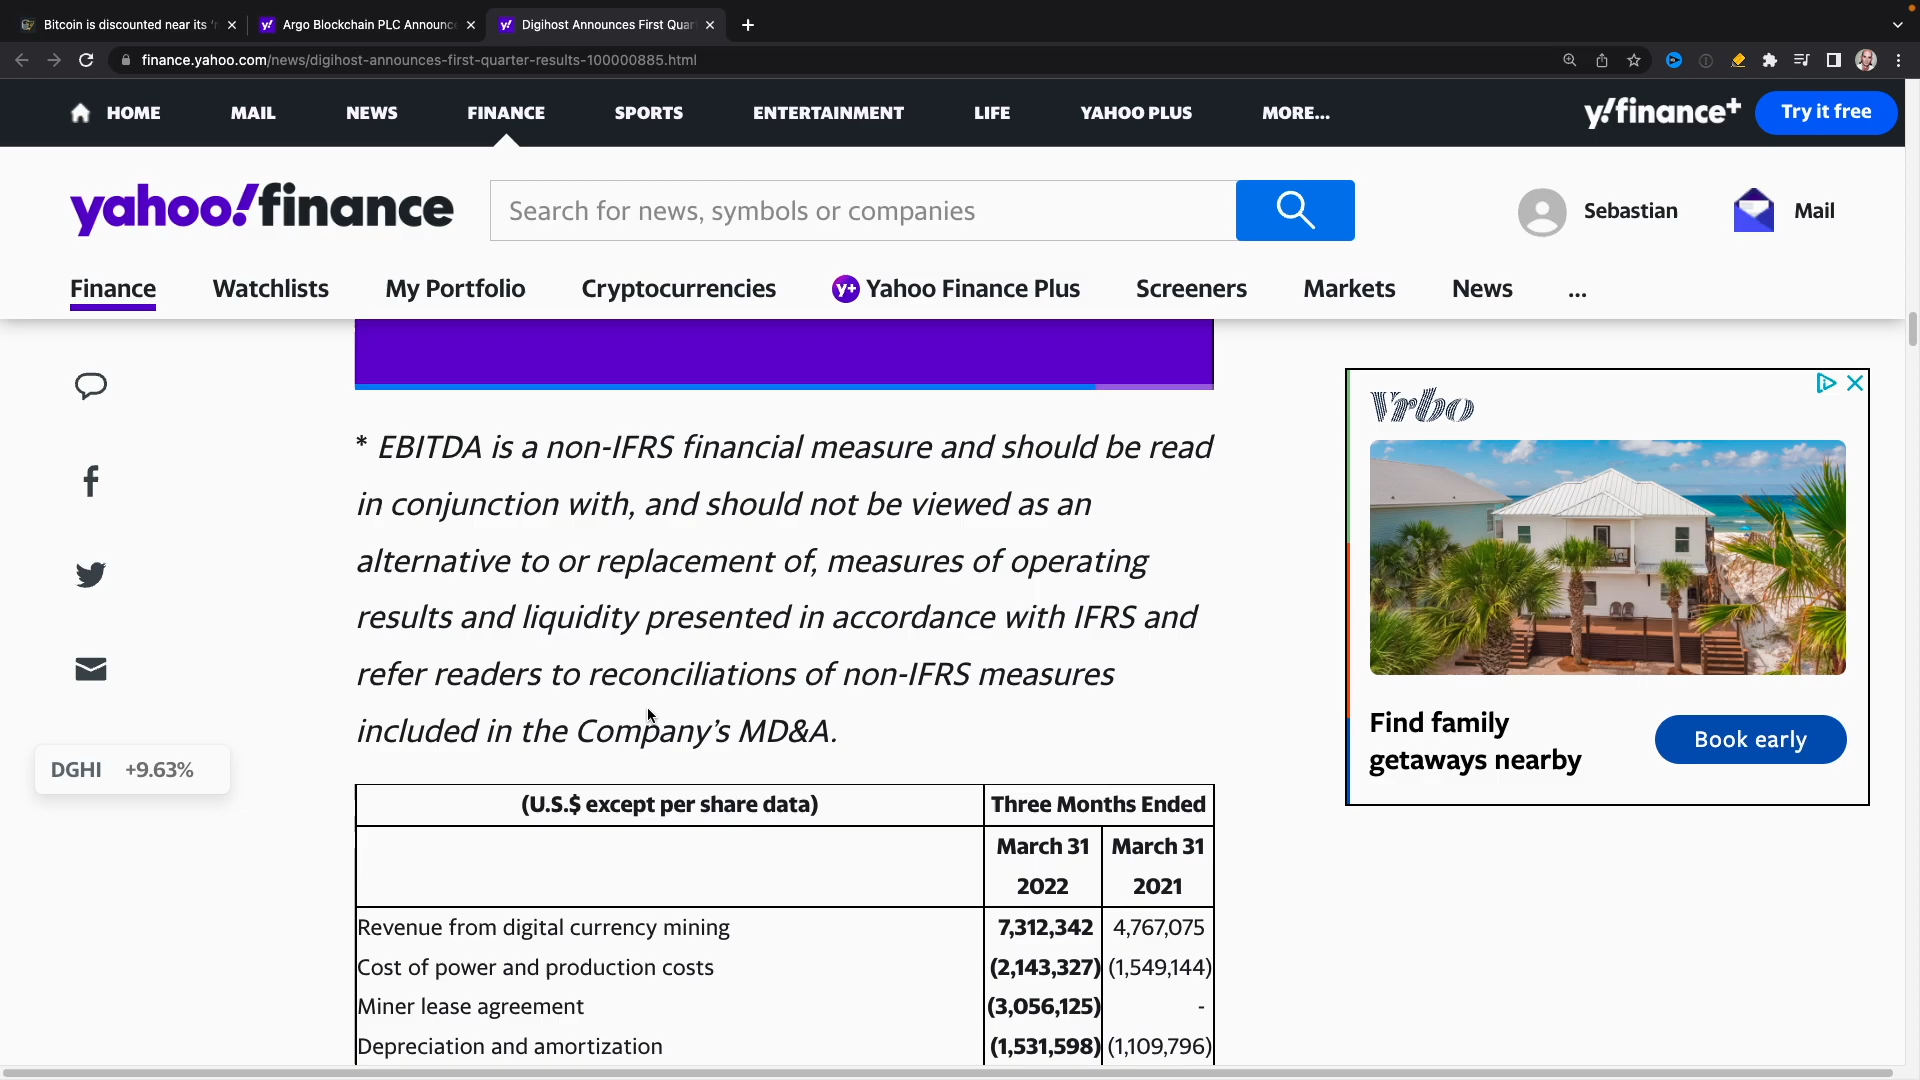 Bitcoin is discounted near its 'r
Argo Blockchain PLC Announce
Digihost Announces First Quar
finance.yahoo.com/news/digihost-announces-first-quarter-results-100000885.html
HOME MAIL NEWS FINANCE SPORTS ENTERTAINMENT LIFE YAHOO PLUS MORE...
y!finance+
Try it free
yahoo!finance
Search for news, symbols or companies
Sebastian
Mail
Finance Watchlists My Portfolio Cryptocurrencies y+ Yahoo Finance Plus Screeners Markets News ...
* EBITDA is a non-IFRS financial measure and should be read
in conjunction with, and should not be viewed as an
alternative to or replacement of, measures of operating
results and liquidity presented in accordance with IFRS and
refer readers to reconciliations of non-IFRS measures
included in the Company’s MD&A.
DGHI +9.63%
Vrbo
Find family
getaways nearby
Book early
(U.S.$ except per share data) Three Months Ended
March 31 March 31
2022 2021
Revenue from digital currency mining 7,312,342 4,767,075
Cost of power and production costs (2,143,327) (1,549,144)
Miner lease agreement (3,056,125) -
Depreciation and amortization (1,531,598) (1,109,796)